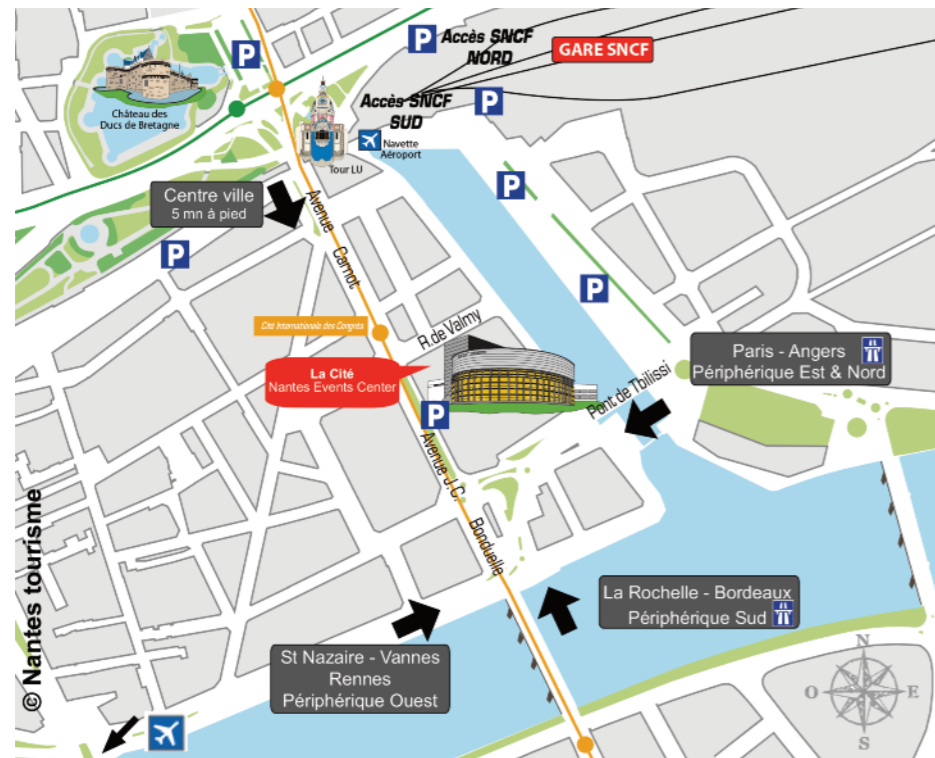 P
Accès SNCF
NORD
GARE SNCF
P
Château des
Ducs de Bretagne
Accès SNCF
SUD
P
Navette
Aéroport
Tour LU
Centre ville
5 mn à pied
P
P
Avenue Carnot
P
Cité Internationale des Congrès
R.de Valmy
La Cité
Nantes Events Center
Paris - Angers
Périphérique Est & Nord
Pont de Tbilissi
P
Avenue J.C. Bonduelle
© Nantes tourisme
La Rochelle - Bordeaux
Périphérique Sud
St Nazaire - Vannes
Rennes
Périphérique Ouest
N
O
E
S